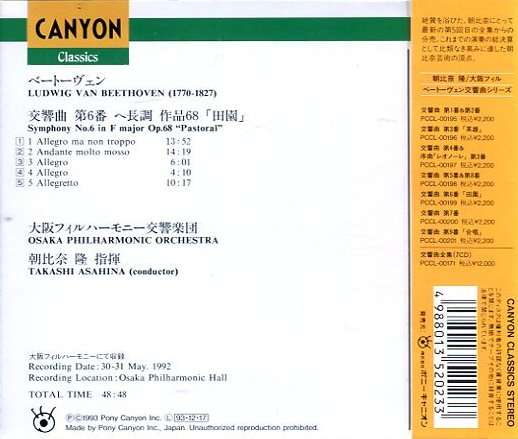 CANYON
Classics
ベートーヴェン
LUDWIG VAN BEETHOVEN (1770-1827)
交響曲 第6番 ヘ長調 作品68「田園」
Symphony No.6 in F major Op.68 "Pastoral"
1 1 Allegro ma non troppo 13:52
2 2 Andante molto mosso 14:19
3 3 Allegro 6:01
4 4 Allegro 4:10
5 5 Allegretto 10:17
大阪フィルハーモニー交響楽団
OSAKA PHILHARMONIC ORCHESTRA
朝比奈 隆 指揮
TAKASHI ASAHINA (conductor)
大阪フィルハーモニーにて収録
Recording Date: 30-31 May. 1992
Recording Location: Osaka Philharmonic Hall
TOTAL TIME 48:48
Ⓟ©1993 Pony Canyon Inc. Ⓛ(93・12・17)
Made by Pony Canyon Inc., Japan. Unauthorized reproduction prohibited.
絶賛を浴びた、朝比奈にとって
最新の第5回目の全集からの
分売。これまでの演奏の総決算
として比類なき高みに達した朝
比奈芸術の頂点。
朝比奈 隆/大阪フィル
ベートーヴェン交響曲シリーズ
交響曲 第1番&第2番
PCCL-00195 税込¥2,200
交響曲 第3番「英雄」
PCCL-00196 税込¥2,200
交響曲 第4番&
序曲「レオノーレ」第3番
PCCL-00197 税込¥2,200
交響曲 第5番&第8番
PCCL-00198 税込¥2,200
交響曲 第6番「田園」
PCCL-00199 税込¥2,200
交響曲 第7番
PCCL-00200 税込¥2,200
交響曲 第9番「合唱」
PCCL-00201 税込¥2,200
交響曲全集(7CD)
PCCL-00171 税込¥12,000
CANYON CLASSICS STEREO
発売元:
株式会社ポニーキャニオン
4 988013 520233